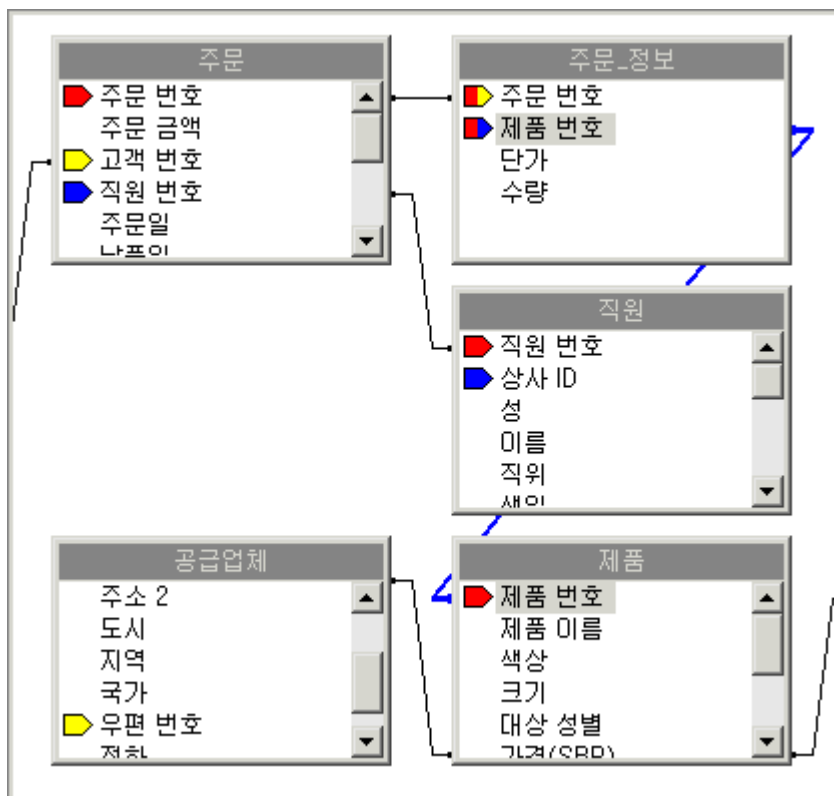 주문
주문 번호
주문 금액
고객 번호
직원 번호
주문일
주문_정보
주문 번호
제품 번호
단가
수량
직원
직원 번호
상사 ID
성
이름
직위
공급업체
주소 2
도시
지역
국가
우편 번호
제품
제품 번호
제품 이름
색상
크기
대상 성별
가격(SRP)